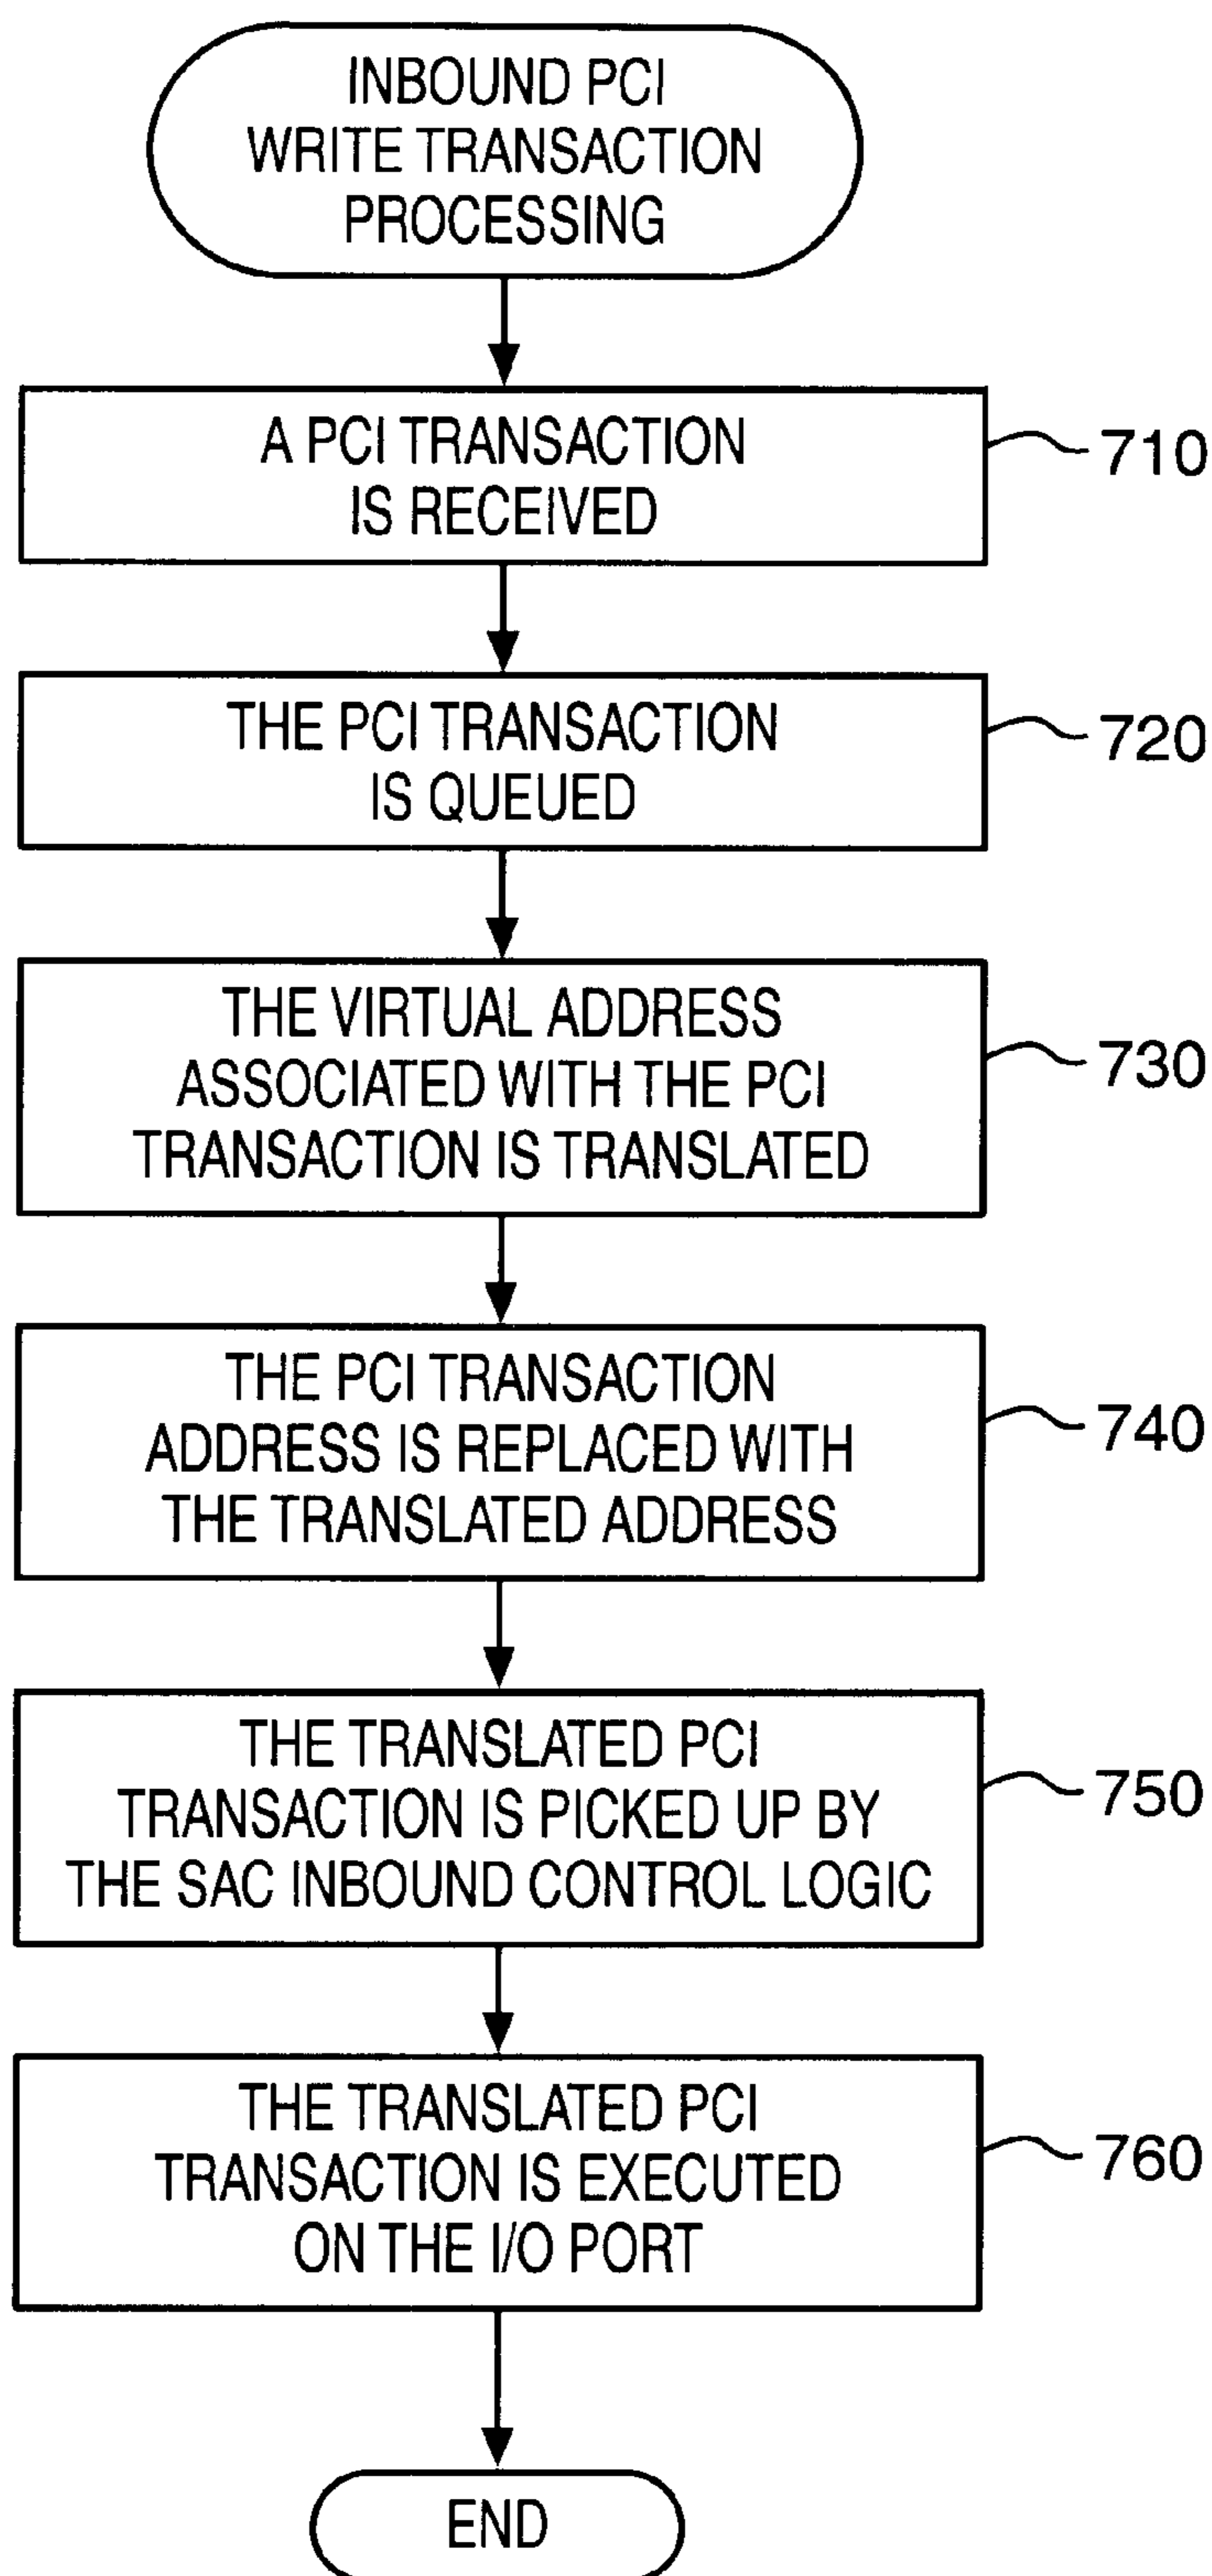 INBOUND PCI
WRITE TRANSACTION
PROCESSING
A PCI TRANSACTION
IS RECEIVED
710
THE PCI TRANSACTION
IS QUEUED
720
THE VIRTUAL ADDRESS
ASSOCIATED WITH THE PCI
TRANSACTION IS TRANSLATED
730
THE PCI TRANSACTION
ADDRESS IS REPLACED WITH
THE TRANSLATED ADDRESS
740
THE TRANSLATED PCI
TRANSACTION IS PICKED UP BY
THE SAC INBOUND CONTROL LOGIC
750
THE TRANSLATED PCI
TRANSACTION IS EXECUTED
ON THE I/O PORT
760
END